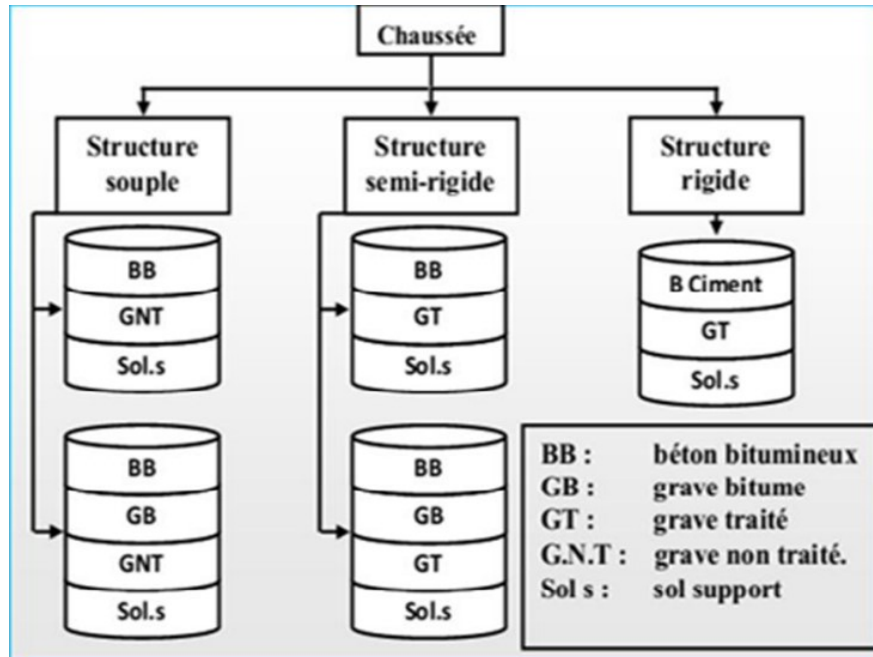 Chaussée
Structure
souple
Structure
semi-rigide
Structure
rigide
BB
GNT
Sol.s
BB
GB
GNT
Sol.s
BB
GT
Sol.s
BB
GB
GT
Sol.s
B Ciment
GT
Sol.s
BB : béton bitumineux
GB : grave bitume
GT : grave traité
G.N.T : grave non traité.
Sol s : sol support